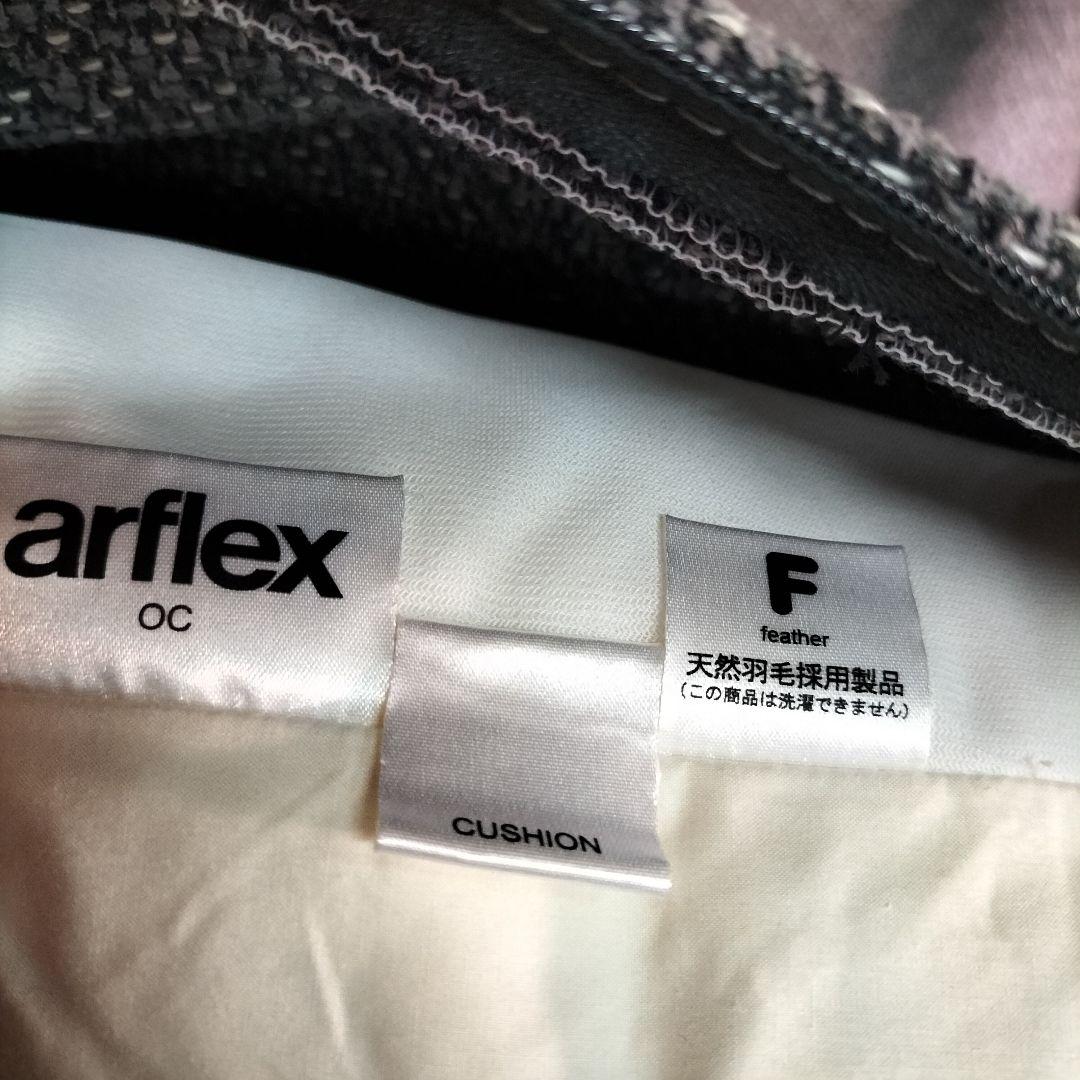 arflex
OC
CUSHION
F
feather
天然羽毛採用製品
(この商品は洗濯できません)